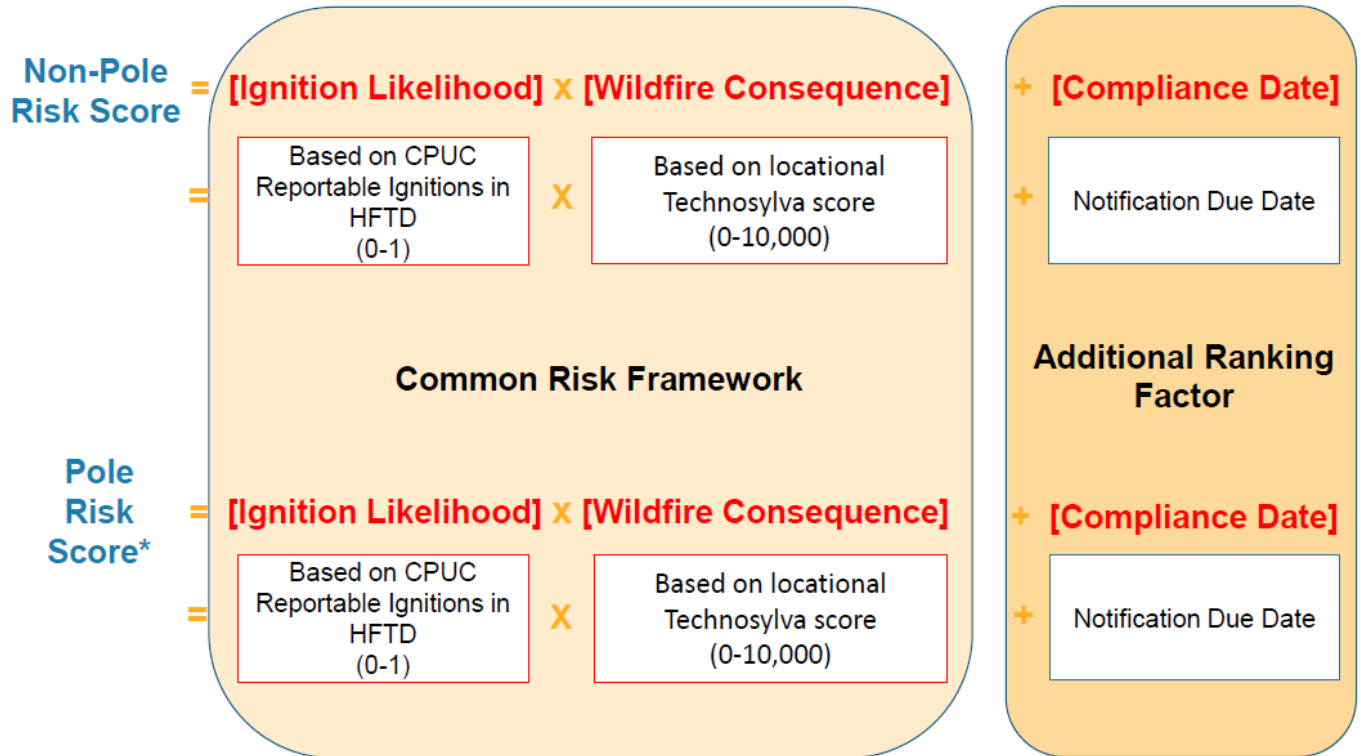 Non-Pole
Risk Score
= [Ignition Likelihood] x [Wildfire Consequence] + [Compliance Date]
=
Based on CPUC
Reportable Ignitions in
HFTD
(0-1)
X
Based on locational
Technosylva score
(0-10,000)
+
Notification Due Date
Common Risk Framework
Additional Ranking
Factor
Pole
Risk
Score*
= [Ignition Likelihood] x [Wildfire Consequence] + [Compliance Date]
=
Based on CPUC
Reportable Ignitions in
HFTD
(0-1)
X
Based on locational
Technosylva score
(0-10,000)
+
Notification Due Date